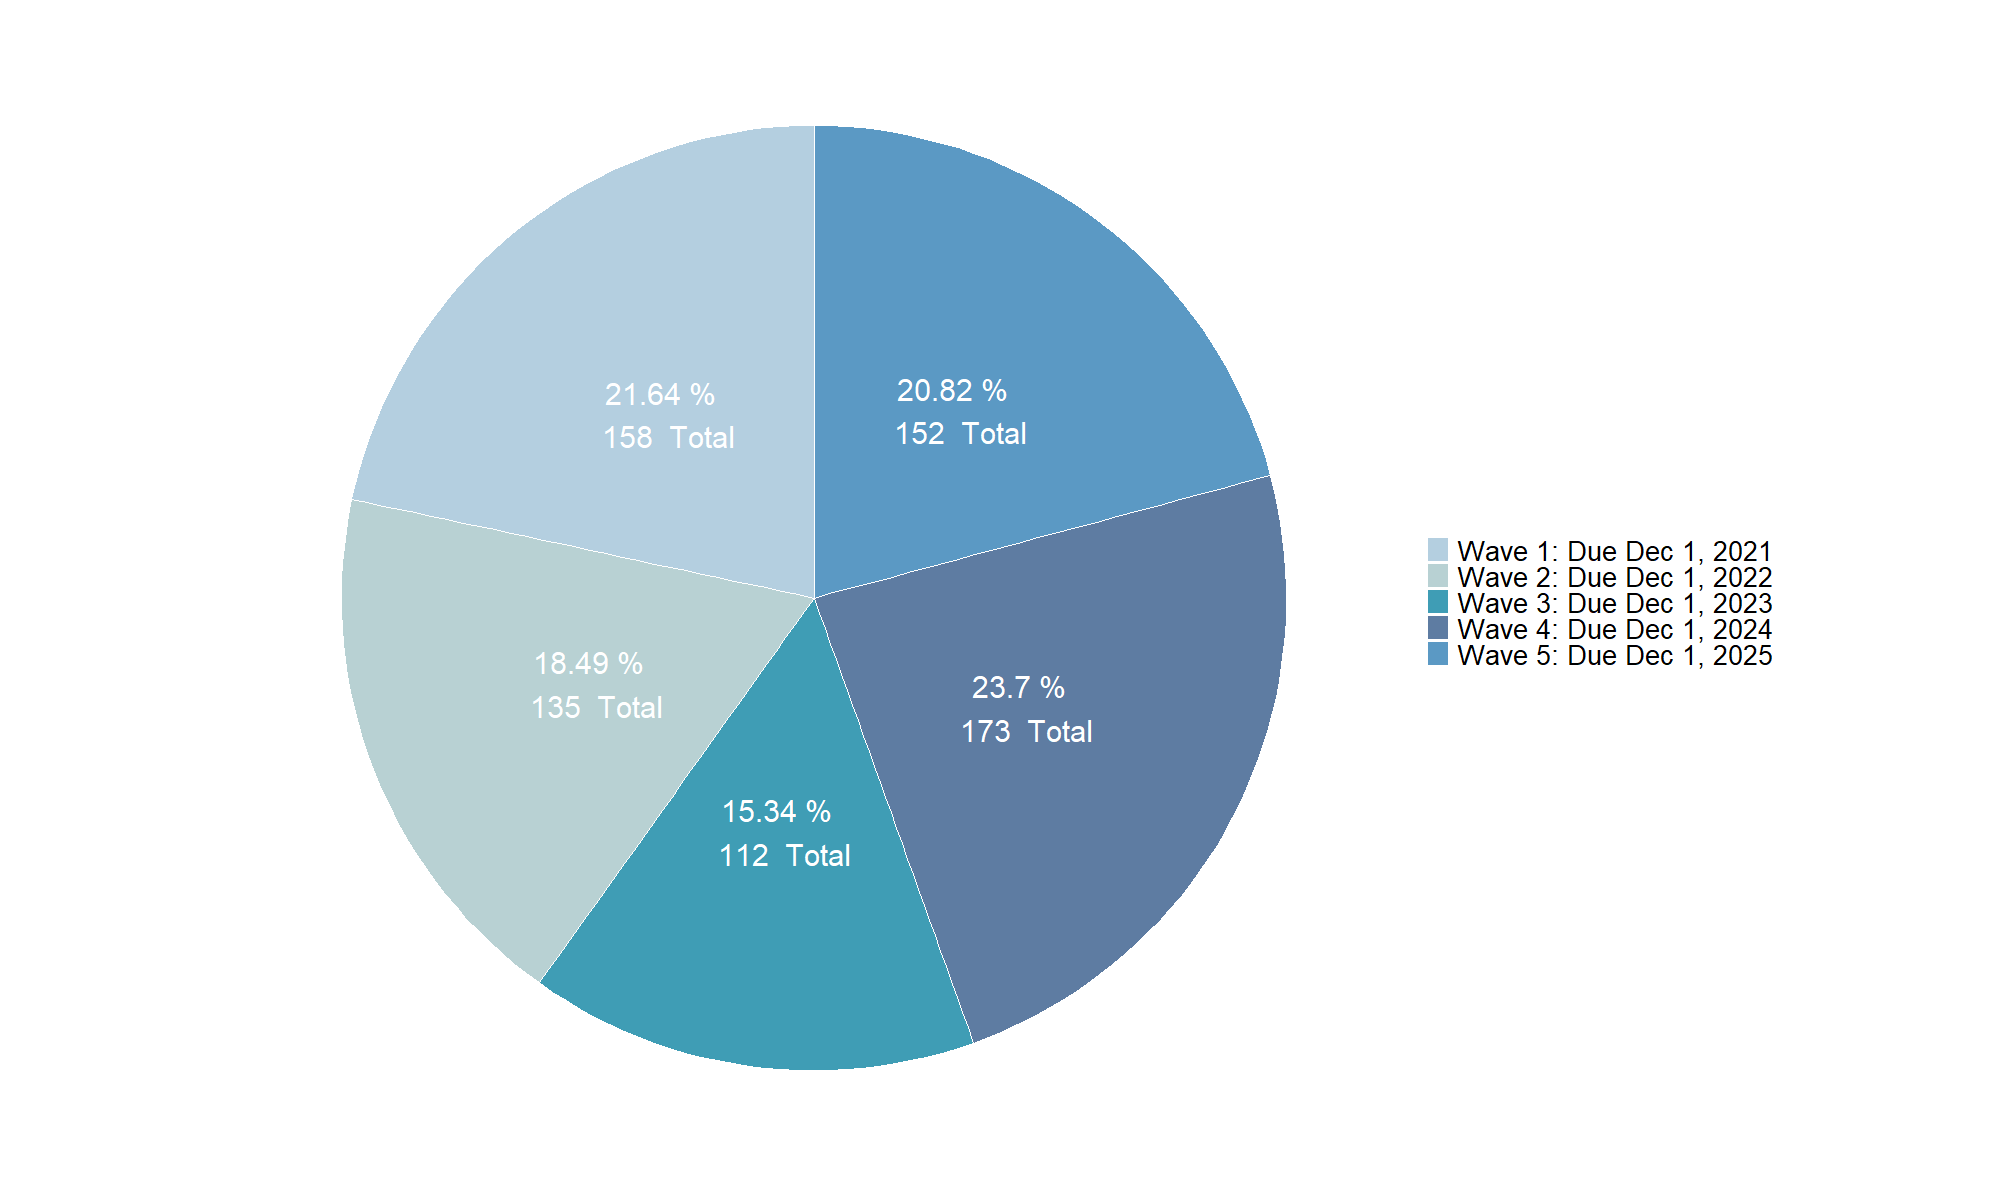 21.64 %
158  Total
20.82 %
152  Total
18.49 %
135  Total
23.7 %
173  Total
15.34 %
112  Total
Wave 1: Due Dec 1, 2021
Wave 2: Due Dec 1, 2022
Wave 3: Due Dec 1, 2023
Wave 4: Due Dec 1, 2024
Wave 5: Due Dec 1, 2025